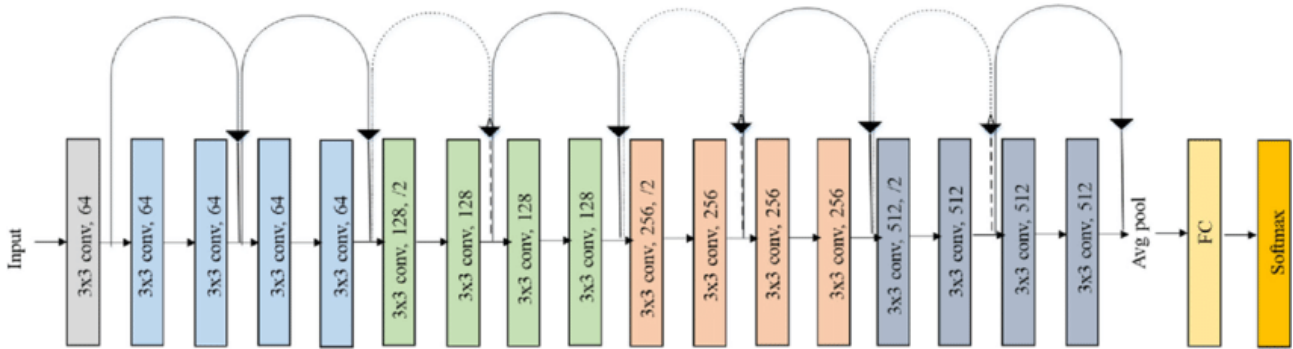 Input
3x3 conv, 64
3x3 conv, 64
3x3 conv, 64
3x3 conv, 64
3x3 conv, 64
3x3 conv, 128, /2
3x3 conv, 128
3x3 conv, 128
3x3 conv, 128
3x3 conv, 256, /2
3x3 conv, 256
3x3 conv, 256
3x3 conv, 256
3x3 conv, 512, /2
3x3 conv, 512
3x3 conv, 512
3x3 conv, 512
Avg pool
FC
Softmax